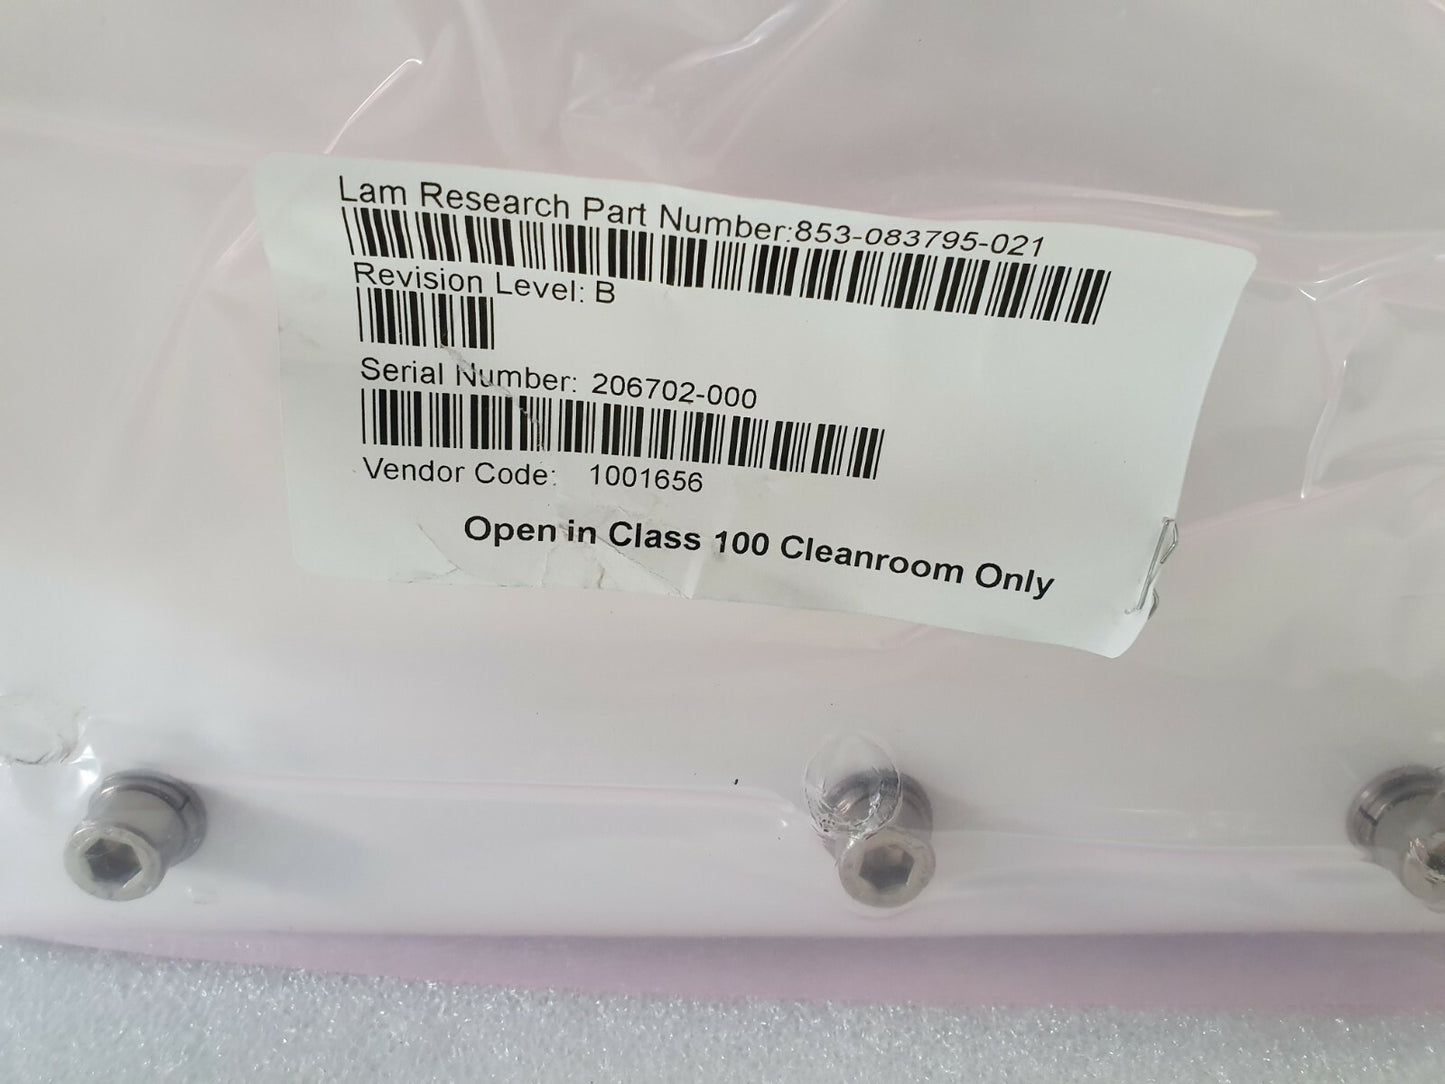 Lam Research Part Number:853-083795-021
Revision Level: B
Serial Number: 206702-000
Vendor Code: 1001656
Open in Class 100 Cleanroom Only